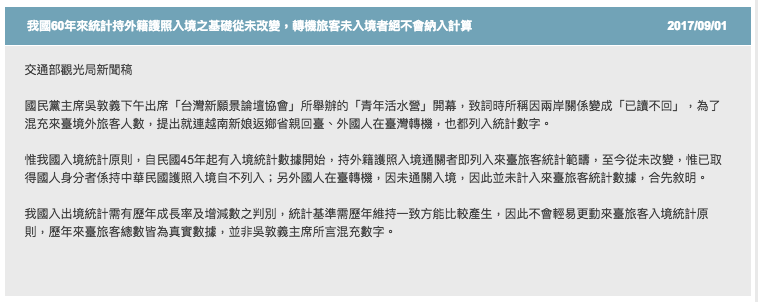 我國60年來統計持外籍護照入境之基礎從未改變，轉機旅客未入境者絕不會納入計算
2017/09/01
交通部觀光局新聞稿
國民黨主席吳敦義下午出席「台灣新願景論壇協會」所舉辦的「青年活水營」開幕，致詞時所稱因兩岸關係變成「已讀不回」，為了
混充來臺境外旅客人數，提出就連越南新娘返鄉省親回臺、外國人在臺灣轉機，也都列入統計數字。
惟我國入境統計原則，自民國45年起有入境統計數據開始，持外籍護照入境通關者即列入來臺旅客統計範疇，至今從未改變，惟已取
得國人身分者係持中華民國護照入境自不列入；另外國人在臺轉機，因未通關入境，因此並未計入來臺旅客統計數據，合先敘明。
我國入出境統計需有歷年成長率及增減數之判別，統計基準需歷年維持一致方能比較產生，因此不會輕易更動來臺旅客入境統計原
則，歷年來臺旅客總數皆為真實數據，並非吳敦義主席所言混充數字。